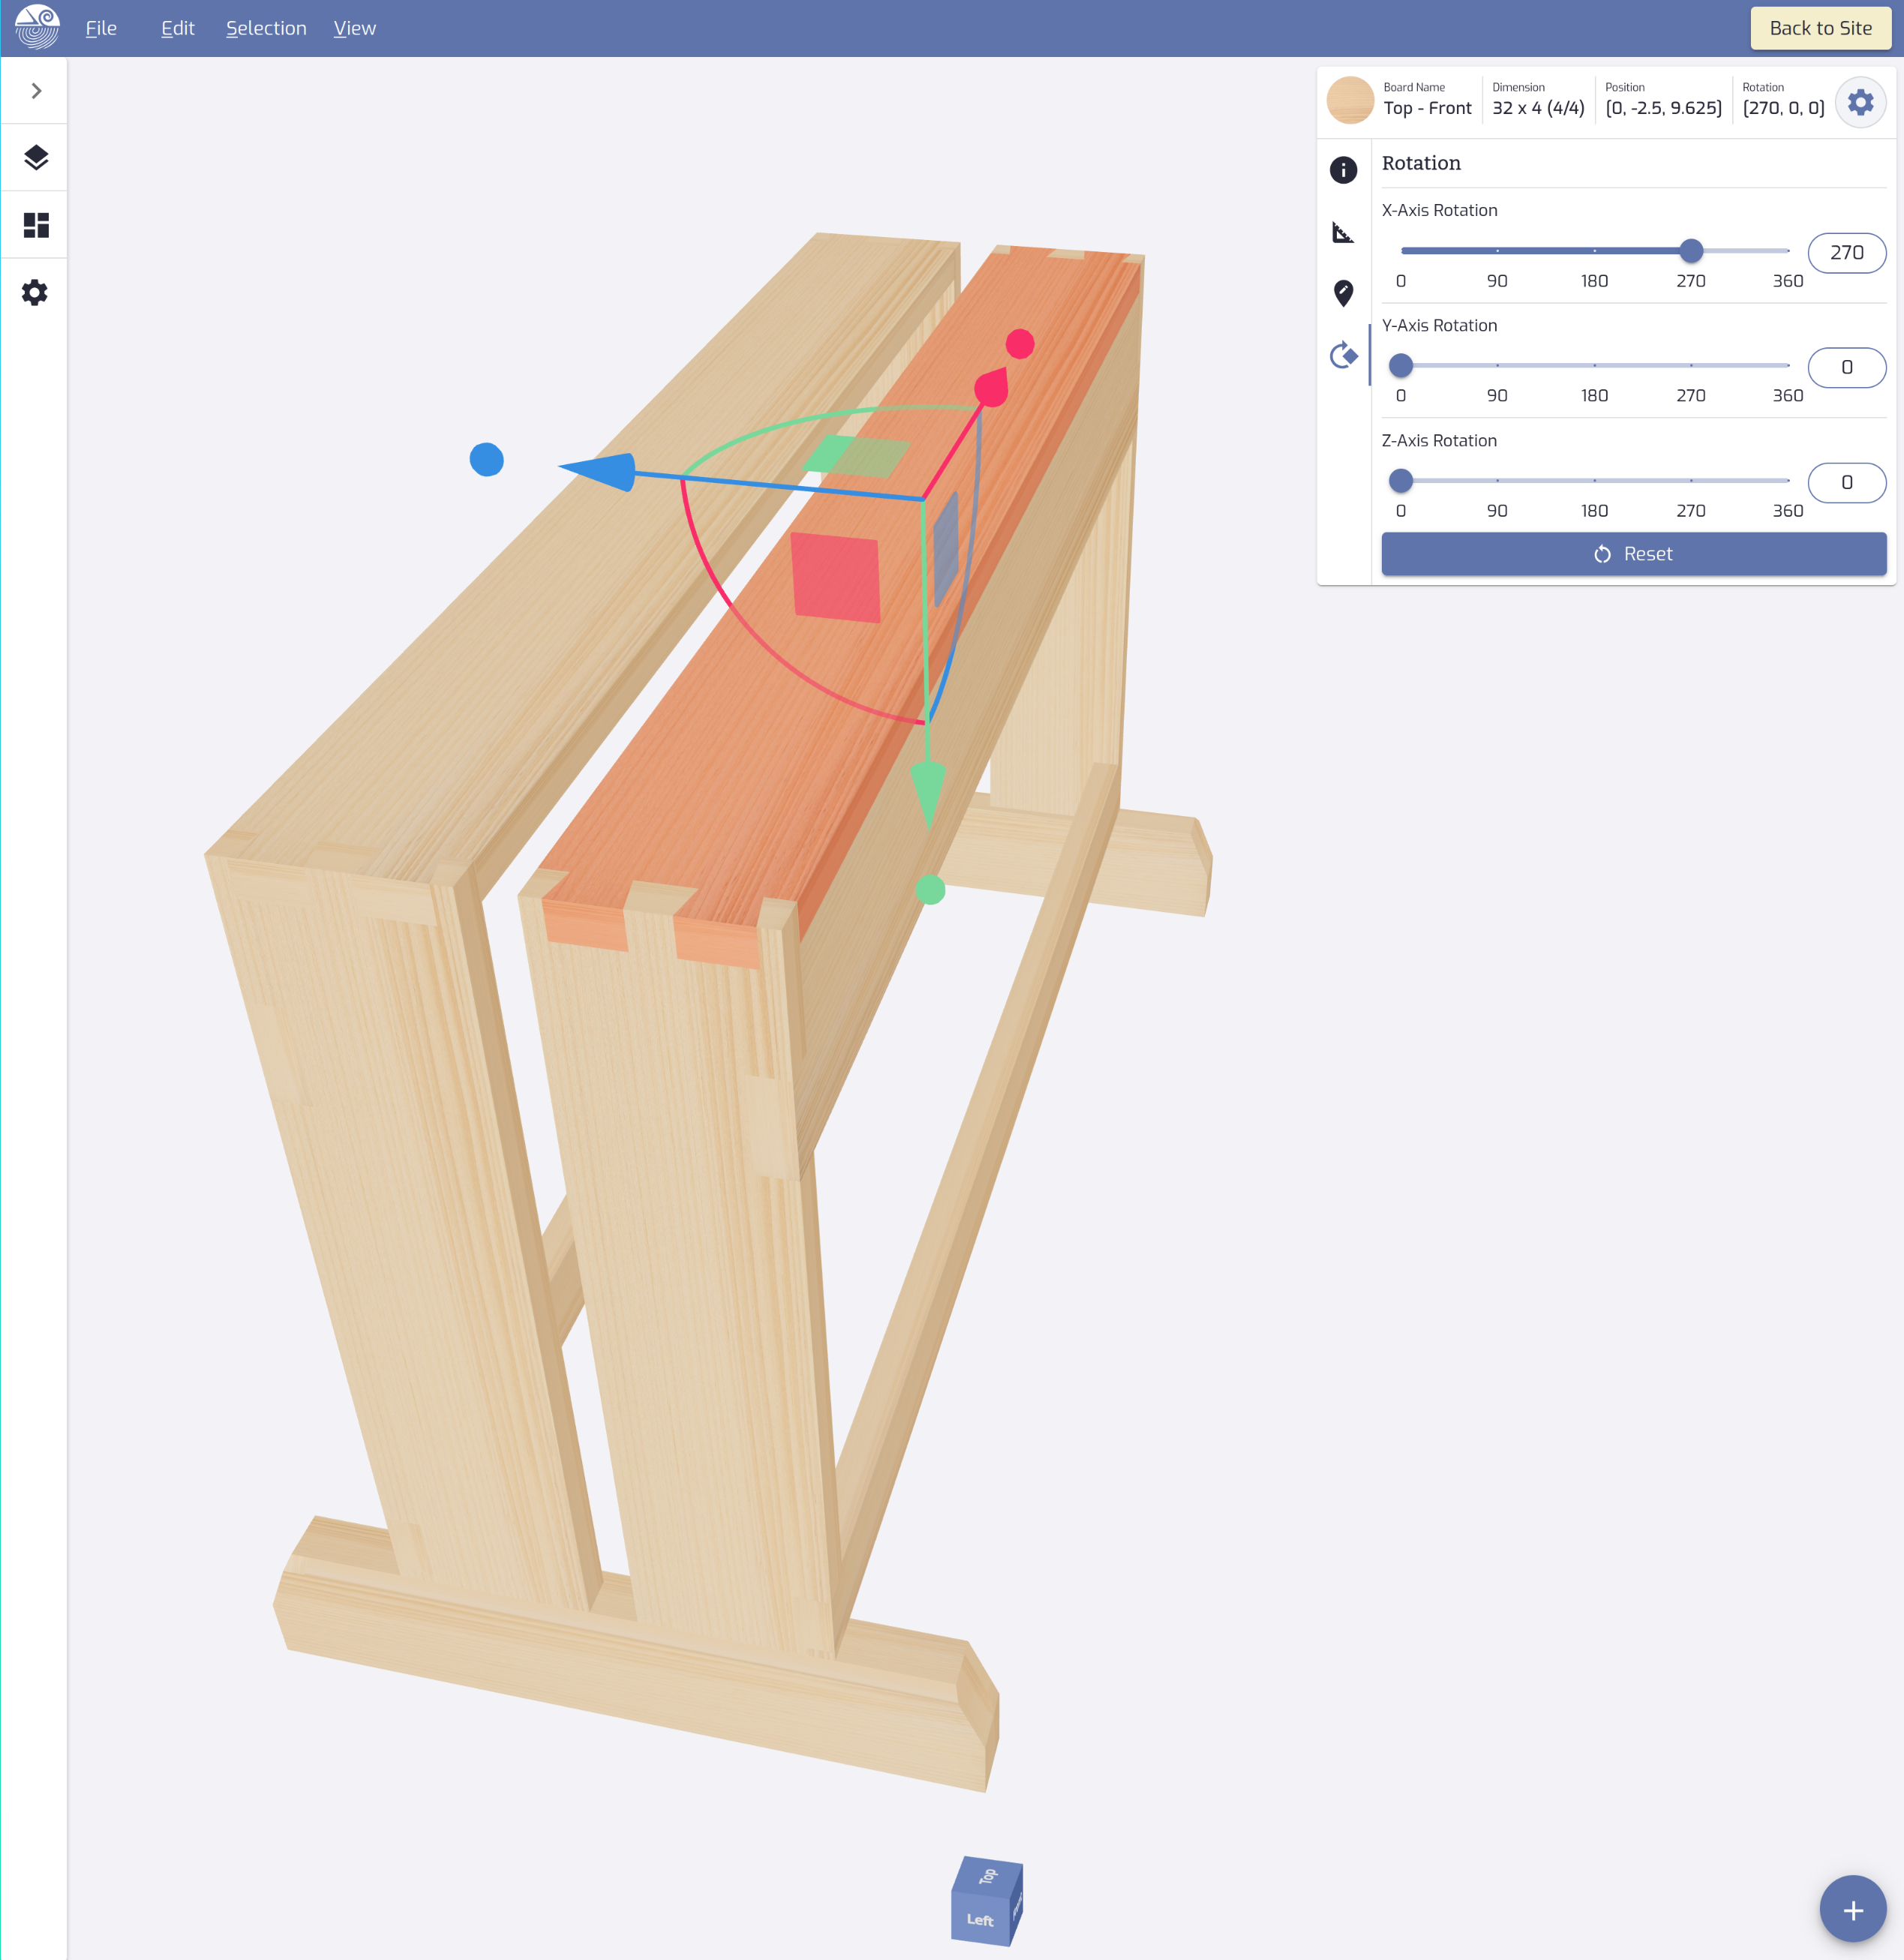 File Edit Selection View Back to Site
Board Name Dimension Position Rotation
Top - Front 32 x 4 (4/4) [0, -2.5, 9.625] [270, 0, 0]
Rotation
X-Axis Rotation
270
0 90 180 270 360
Y-Axis Rotation
0
0 90 180 270 360
Z-Axis Rotation
0
0 90 180 270 360
Reset
Top
Left